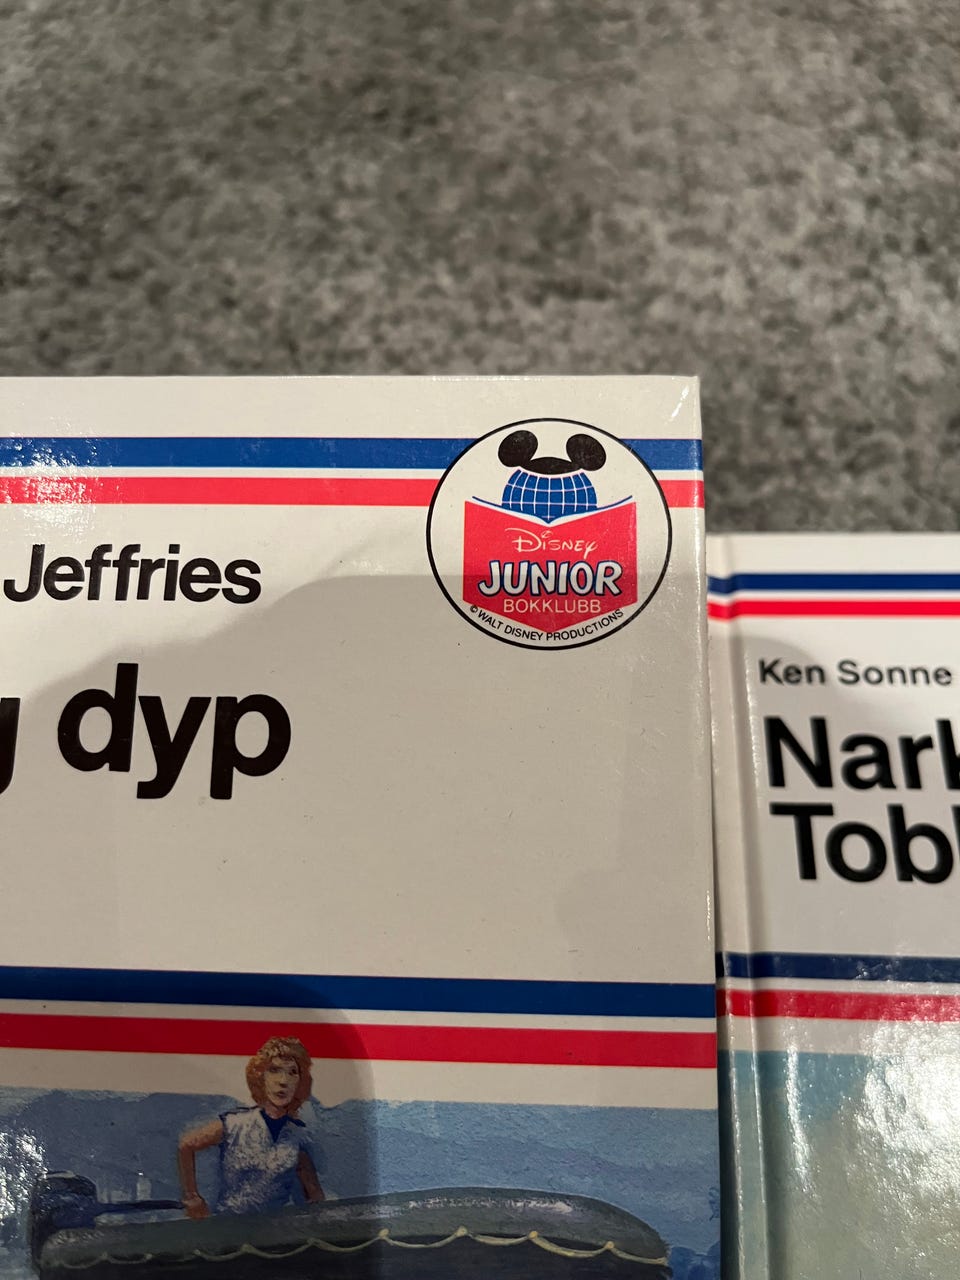 Jeffries
dyp
Disney
JUNIOR
BOKKLUBB
© WALT DISNEY PRODUCTIONS
Ken Sonne
Nark
Tobl